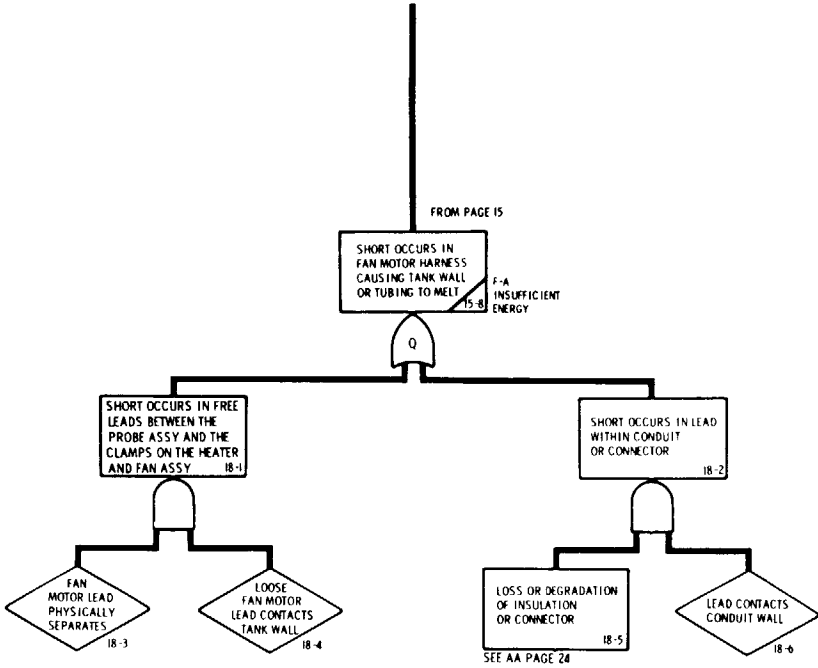 FROM PAGE 15
SHORT OCCURS IN
FAN MOTOR HARNESS
CAUSING TANK WALL
OR TUBING TO MELT
15-8
F-A
INSUFFICIENT
ENERGY
Q
SHORT OCCURS IN FREE
LEADS BETWEEN THE
PROBE ASSY AND THE
CLAMPS ON THE HEATER
AND FAN ASSY
18-1
SHORT OCCURS IN LEAD
WITHIN CONDUIT
OR CONNECTOR
18-2
FAN
MOTOR LEAD
PHYSICALLY
SEPARATES
18-3
LOOSE
FAN MOTOR
LEAD CONTACTS
TANK WALL
18-4
LOSS OR DEGRADATION
OF INSULATION
OR CONNECTOR
18-5
SEE AA PAGE 24
LEAD CONTACTS
CONDUIT WALL
18-6